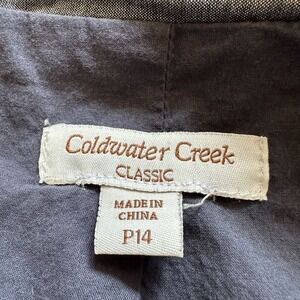 Coldwater Creek
CLASSIC
MADE IN
CHINA
P14